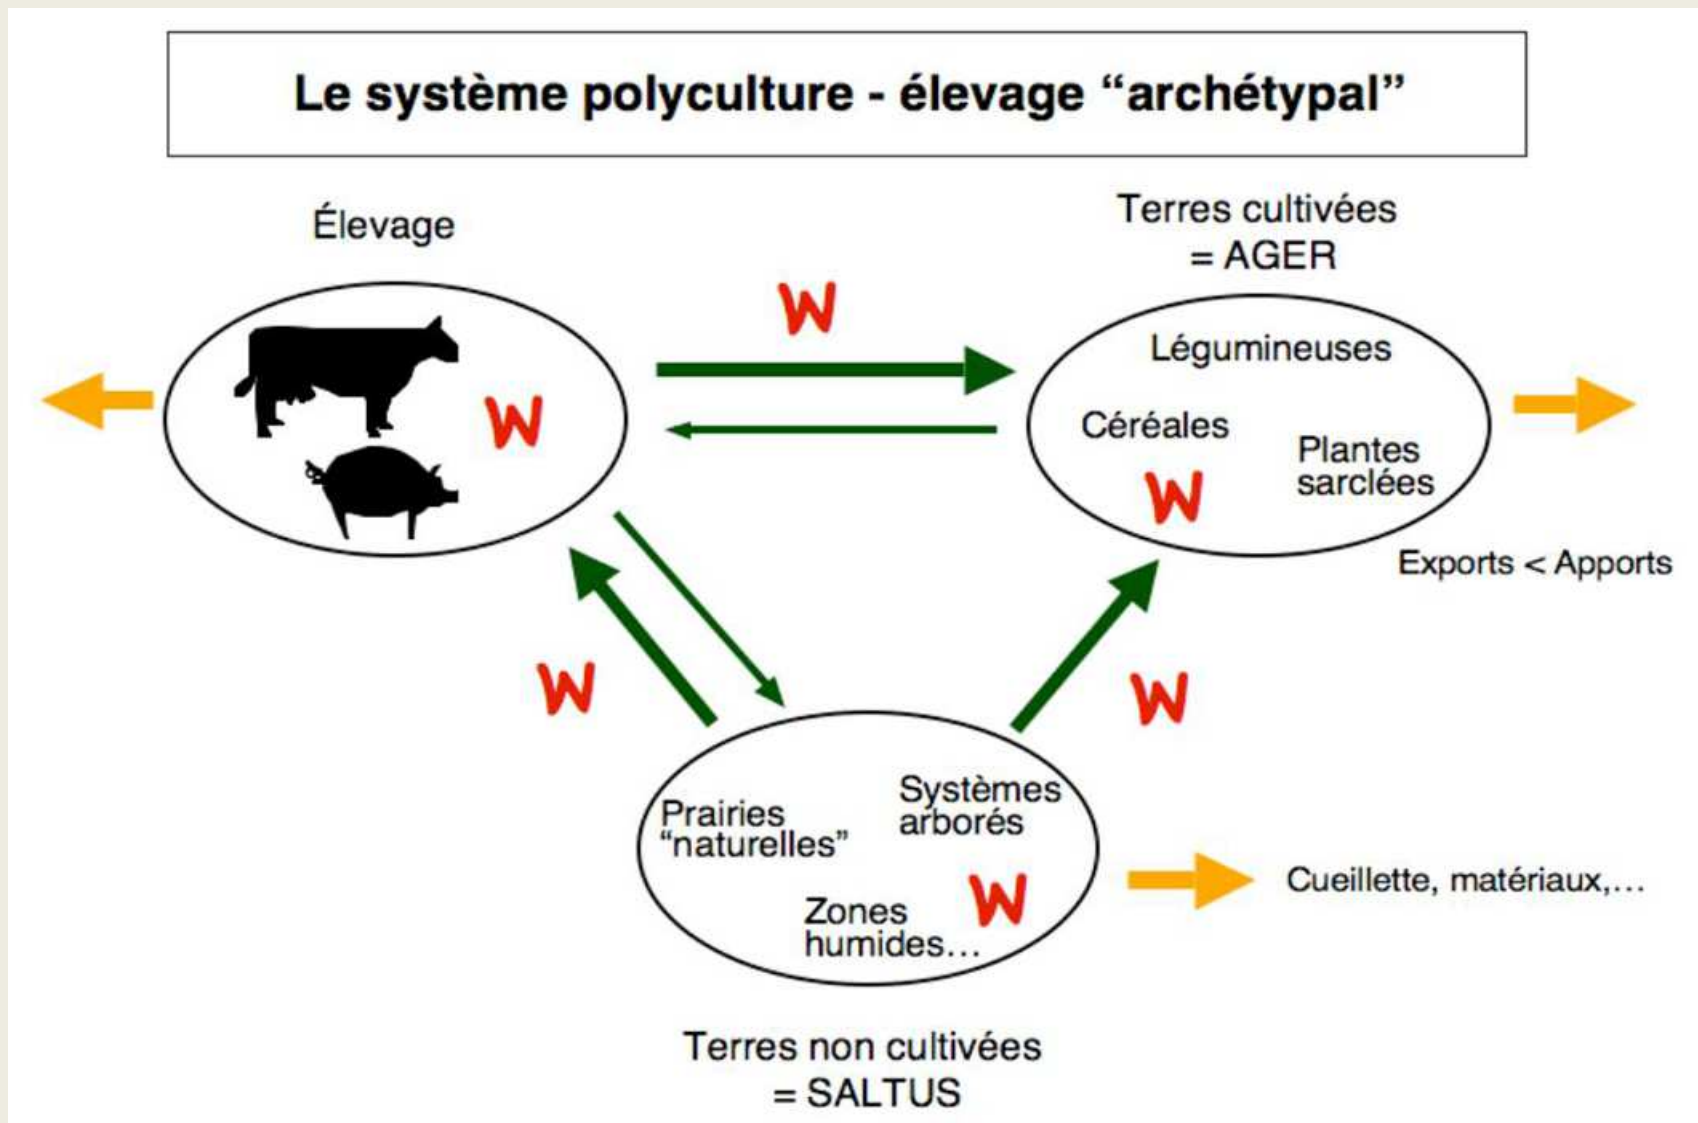 Le système polyculture - élevage “archétypal”
Élevage
Terres cultivées
= AGER
W
Légumineuses
W
Céréales
Plantes
sarclées
W
Exports < Apports
W
W
Systèmes
arborés
Prairies
“naturelles”
W
Zones
humides…
Cueillette, matériaux,…
Terres non cultivées
= SALTUS